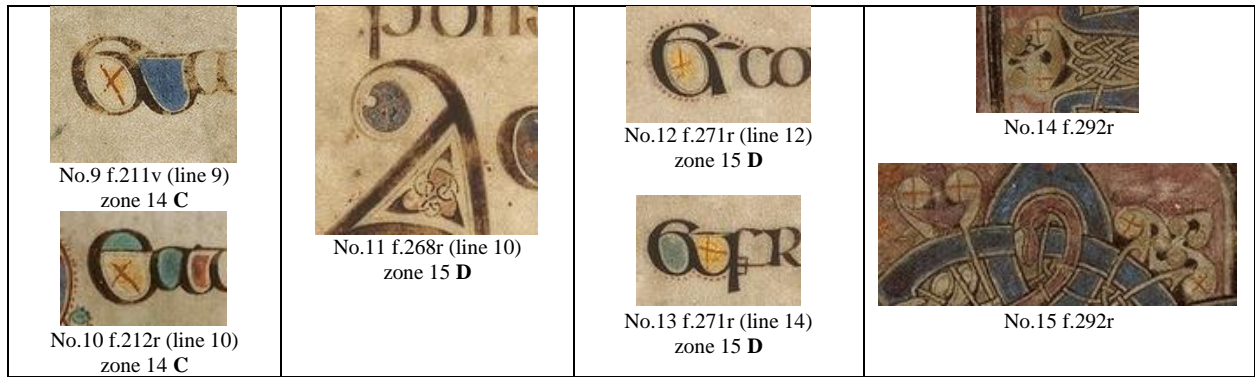 No.9 f.211v (line 9)
zone 14 C
No.10 f.212r (line 10)
zone 14 C
No.11 f.268r (line 10)
zone 15 D
No.12 f.271r (line 12)
zone 15 D
No.13 f.271r (line 14)
zone 15 D
No.14 f.292r
No.15 f.292r